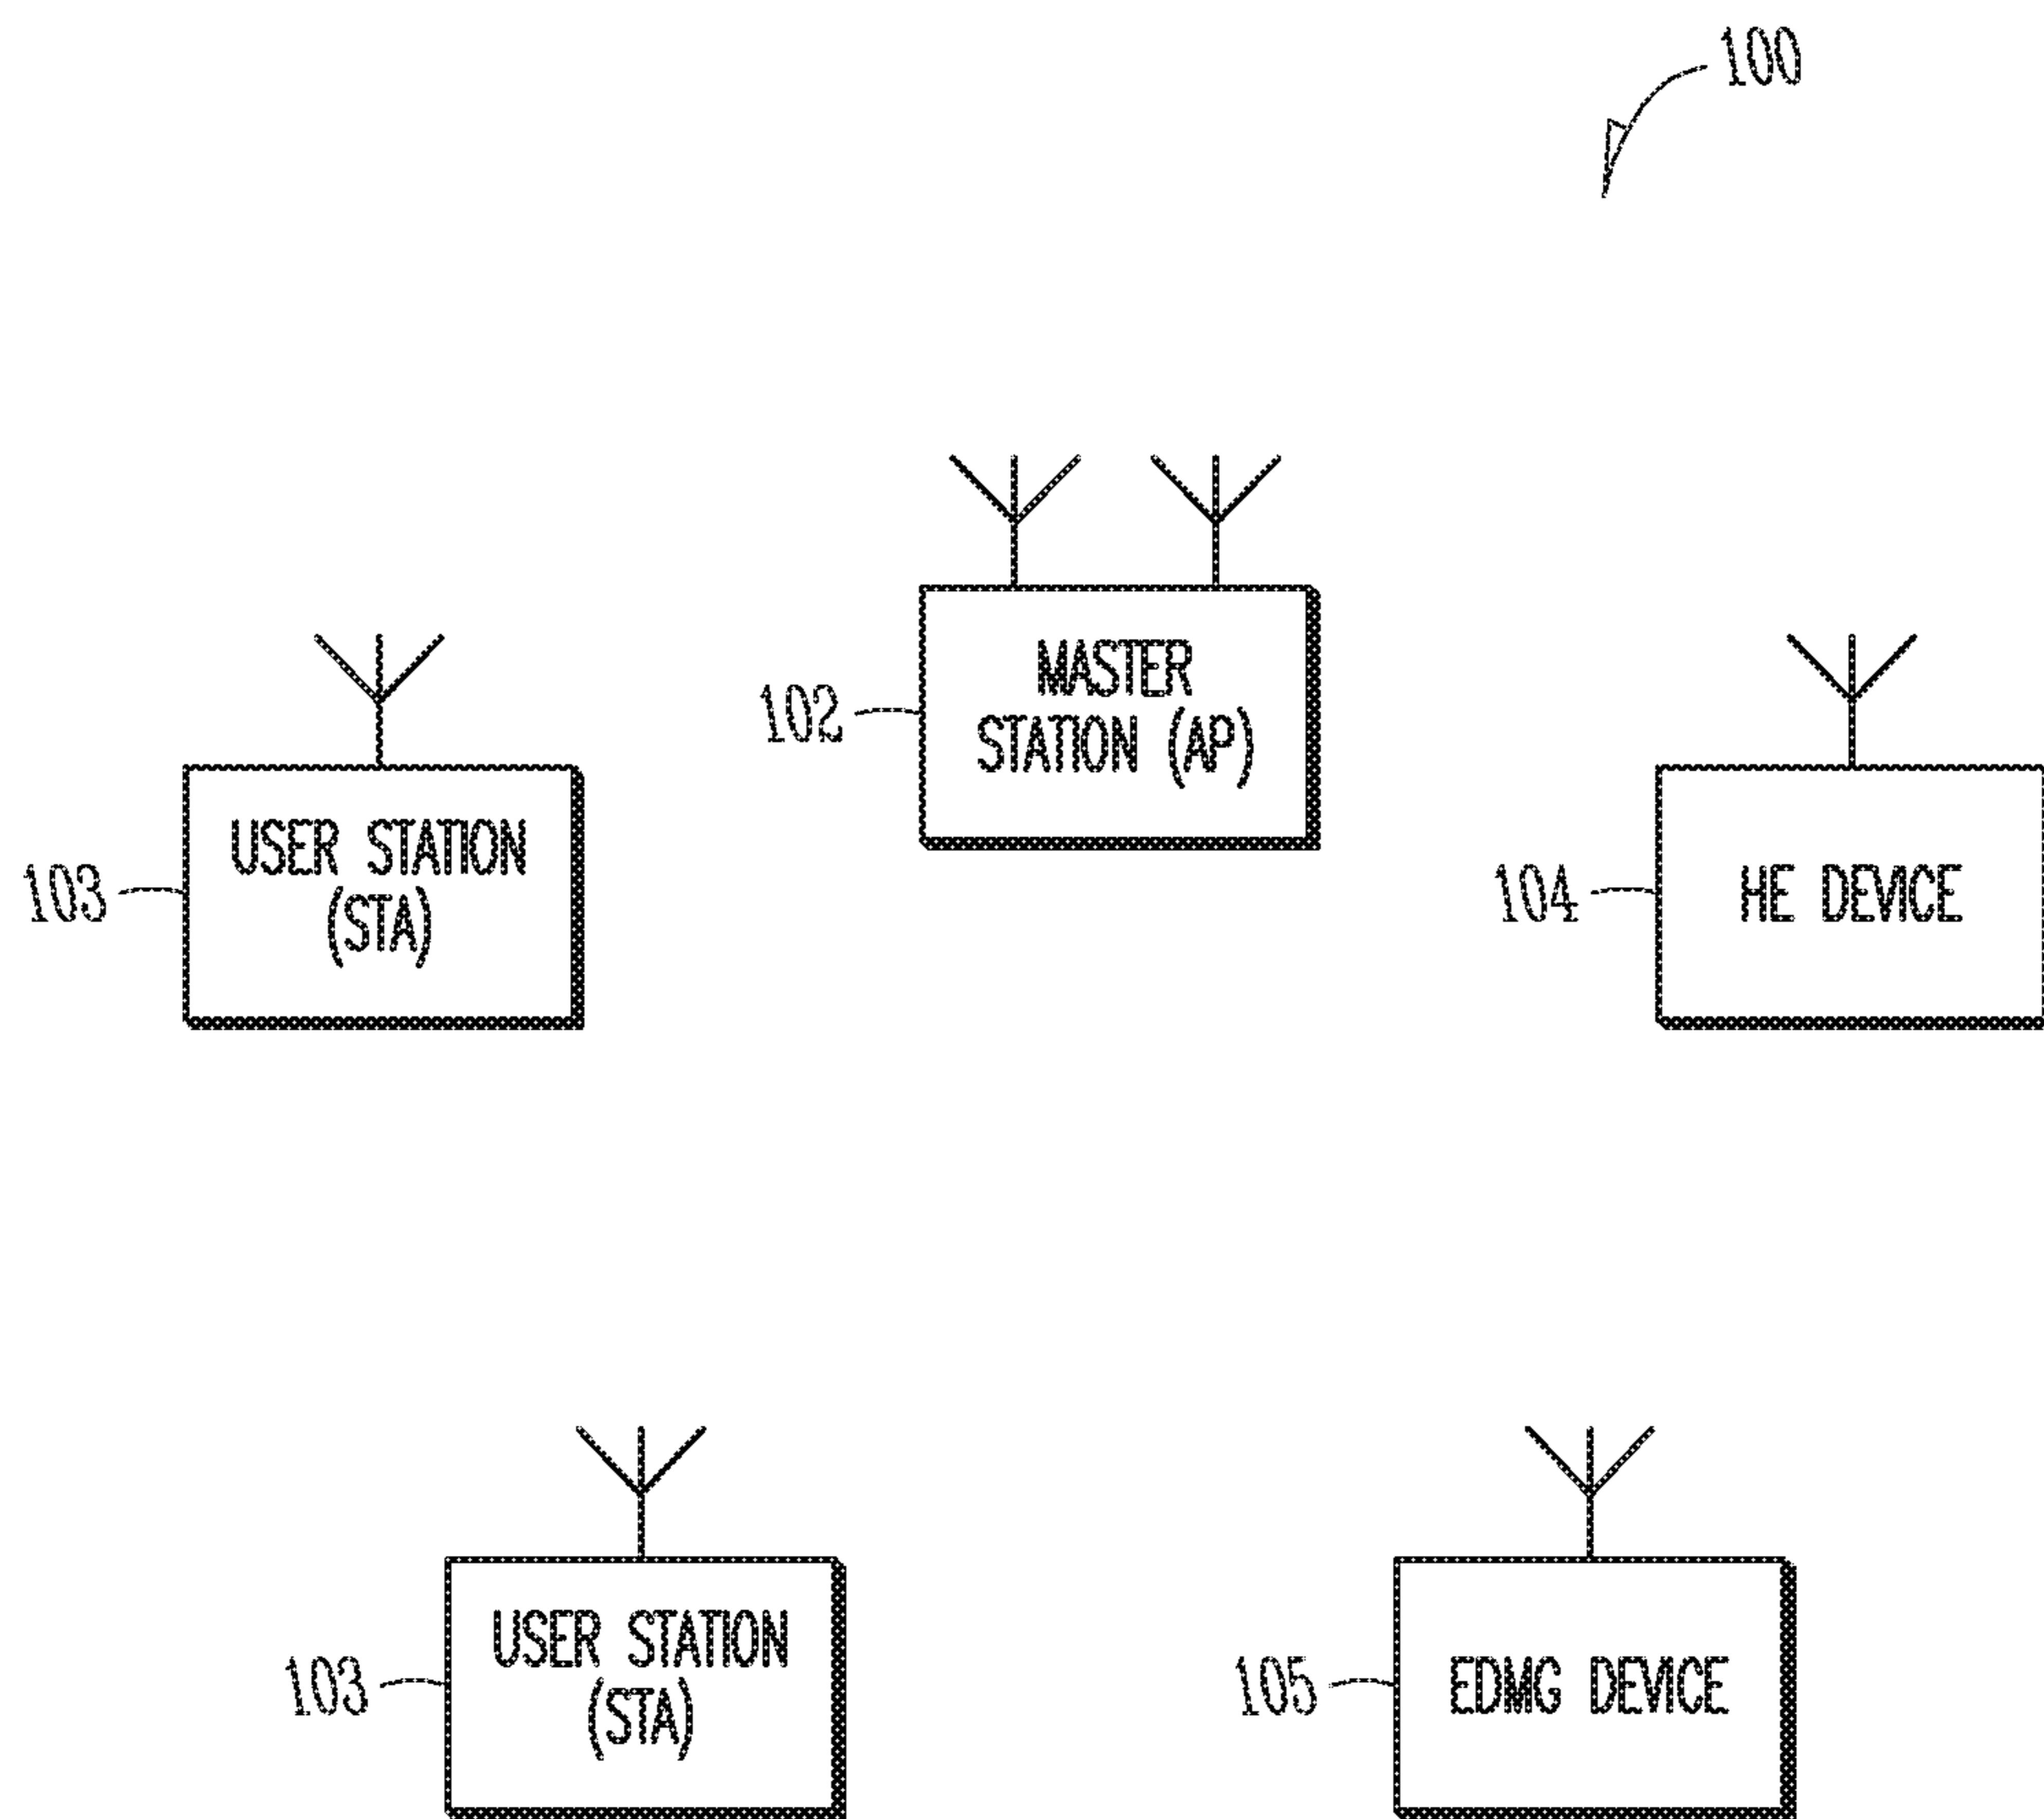 100
MASTER
102
STATION (AP)
USER STATION
103
(STA)
104
HE DEVICE
USER STATION
103
(STA)
105
EDMG DEVICE